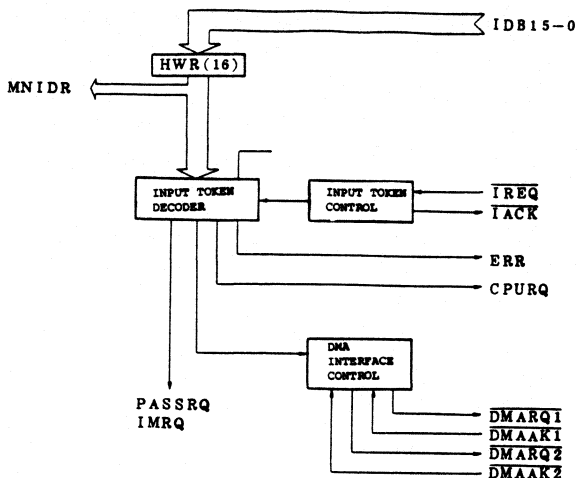 IDB15-0
HWR(16)
MNIDR
INPUT TOKEN
DECODER
INPUT TOKEN
CONTROL
IREQ
IACK
ERR
CPURQ
DMA
INTERFACE
CONTROL
PASSRQ
IMRQ
DMARQ1
DMAAK1
DMARQ2
DMAAK2